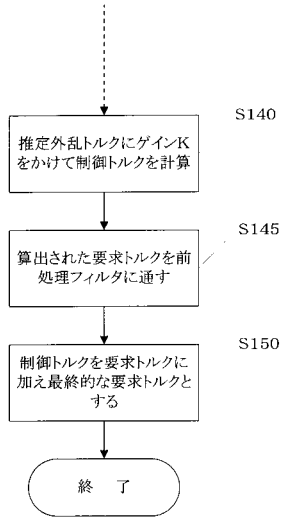 S140
推定外乱トルクにゲインK
をかけて制御トルクを計算
S145
算出された要求トルクを前
処理フィルタに通す
S150
制御トルクを要求トルクに
加え最終的な要求トルクと
する
終 了